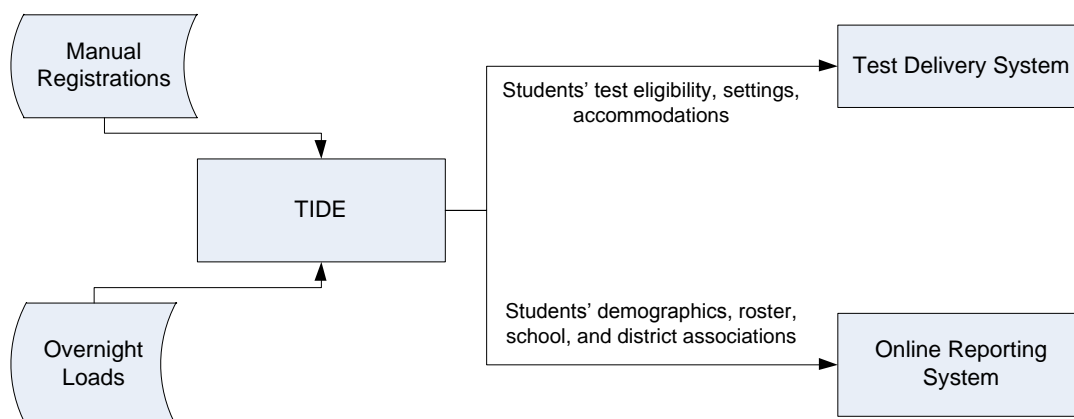 Manual
Registrations
Test Delivery System
Students’ test eligibility, settings,
accommodations
TIDE
Students’ demographics, roster,
school, and district associations
Overnight
Loads
Online Reporting
System